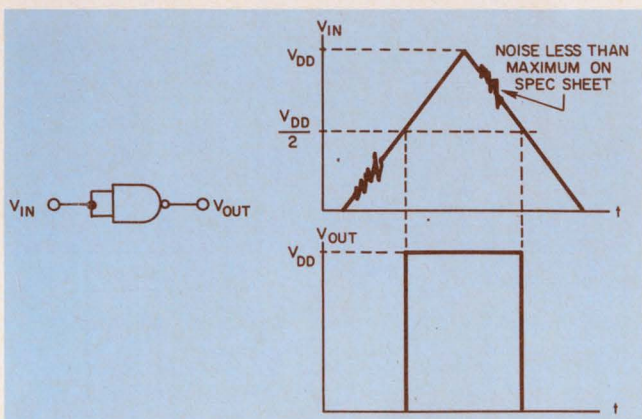 V_IN
V_OUT
V_IN
V_DD
V_DD
2
NOISE LESS THAN
MAXIMUM ON
SPEC SHEET
t
V_OUT
V_DD
t